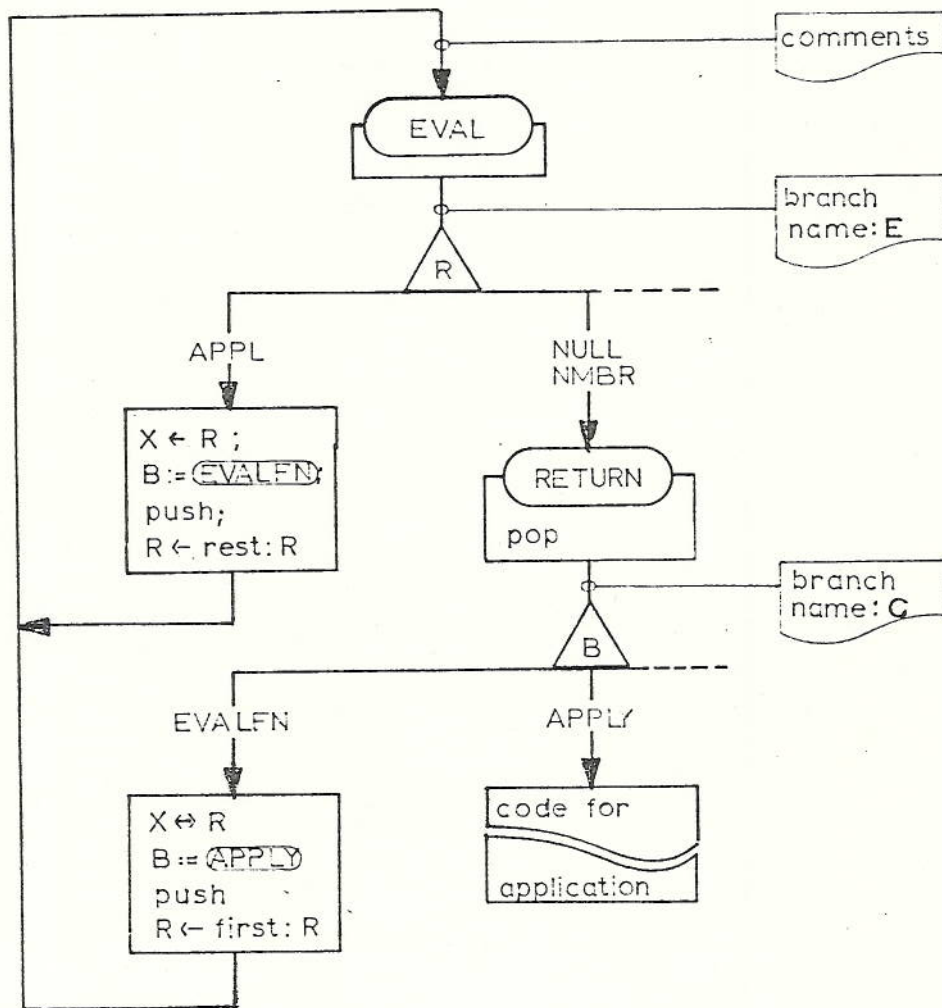 comments
EVAL
branch
name: E
R
APPL
NULL
NMBR
X ← R ;
B := EVALFN;
push;
R ← rest: R
RETURN
pop
branch
name: C
B
EVALFN
APPLY
X ⇔ R
B := APPLY
push
R ← first: R
code for
application